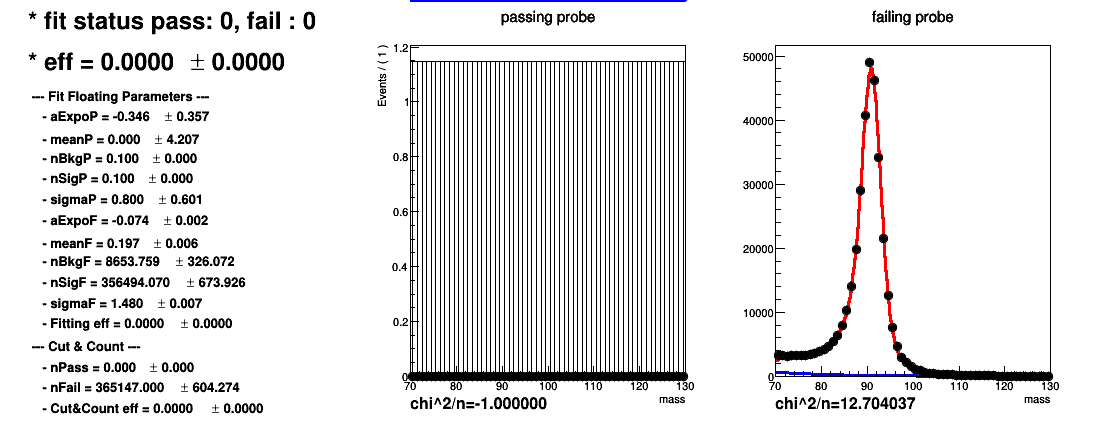 * fit status pass: 0, fail : 0
* eff = 0.0000 ± 0.0000
--- Fit Floating Parameters ---
- aExpoP = -0.346 ± 0.357
- meanP = 0.000 ± 4.207
- nBkgP = 0.100 ± 0.000
- nSigP = 0.100 ± 0.000
- sigmaP = 0.800 ± 0.601
- aExpoF = -0.074 ± 0.002
- meanF = 0.197 ± 0.006
- nBkgF = 8653.759 ± 326.072
- nSigF = 356494.070 ± 673.926
- sigmaF = 1.480 ± 0.007
- Fitting eff = 0.0000 ± 0.0000
--- Cut & Count ---
- nPass = 0.000 ± 0.000
- nFail = 365147.000 ± 604.274
- Cut&Count eff = 0.0000 ± 0.0000
passing probe
Events / ( 1 )
1.2
1
0.8
0.6
0.4
0.2
0
70 80 90 100 110 120 130
mass
chi^2/n=-1.000000
failing probe
50000
40000
30000
20000
10000
0
70 80 90 100 110 120 130
mass
chi^2/n=12.704037